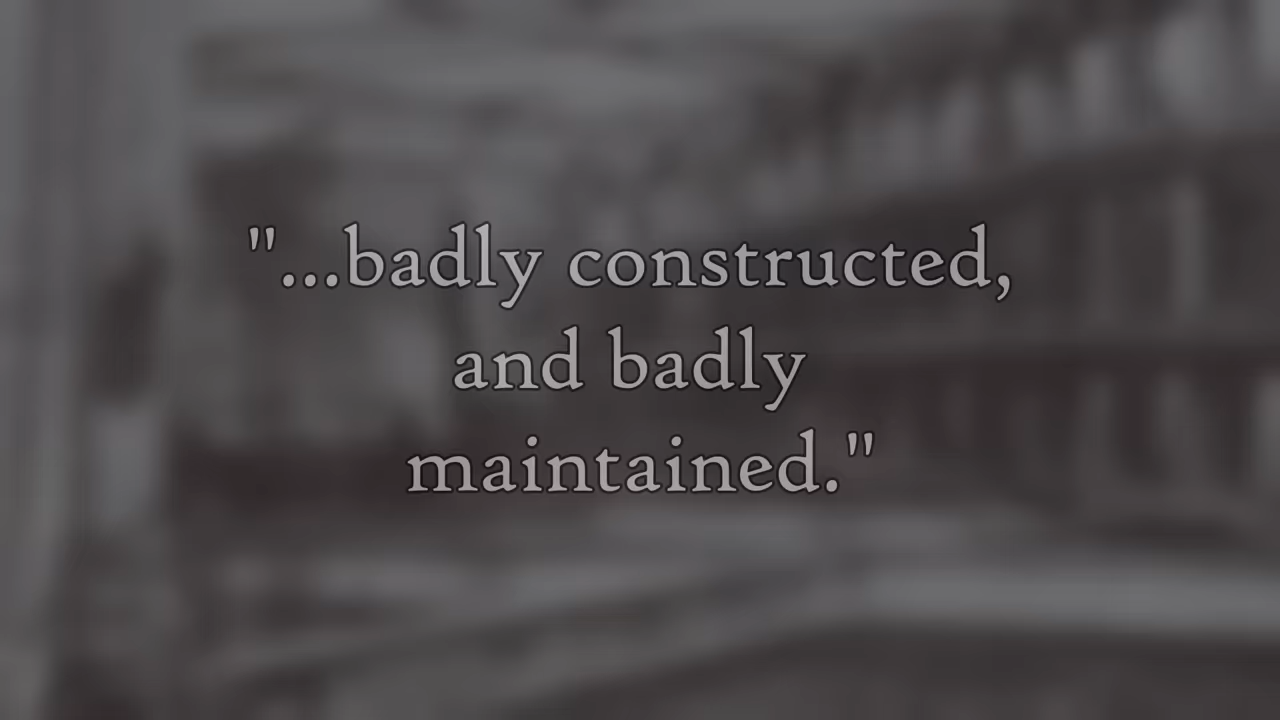 "...badly constructed,
and badly
maintained."